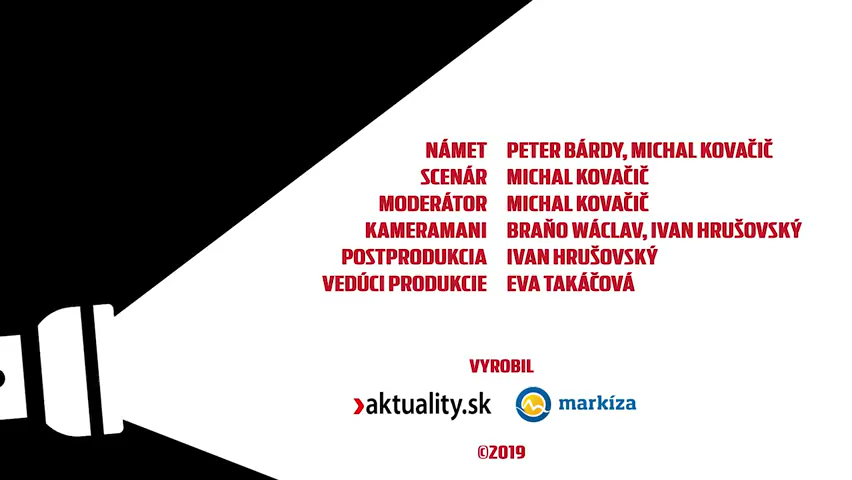 NÁMET PETER BÁRDY, MICHAL KOVAČIČ
SCENÁR MICHAL KOVAČIČ
MODERÁTOR MICHAL KOVAČIČ
KAMERAMANI BRAŇO WÁCLAV, IVAN HRUŠOVSKÝ
POSTPRODUKCIA IVAN HRUŠOVSKÝ
VEDÚCI PRODUKCIE EVA TAKÁČOVÁ
VYROBIL
aktuality.sk markíza
©2019